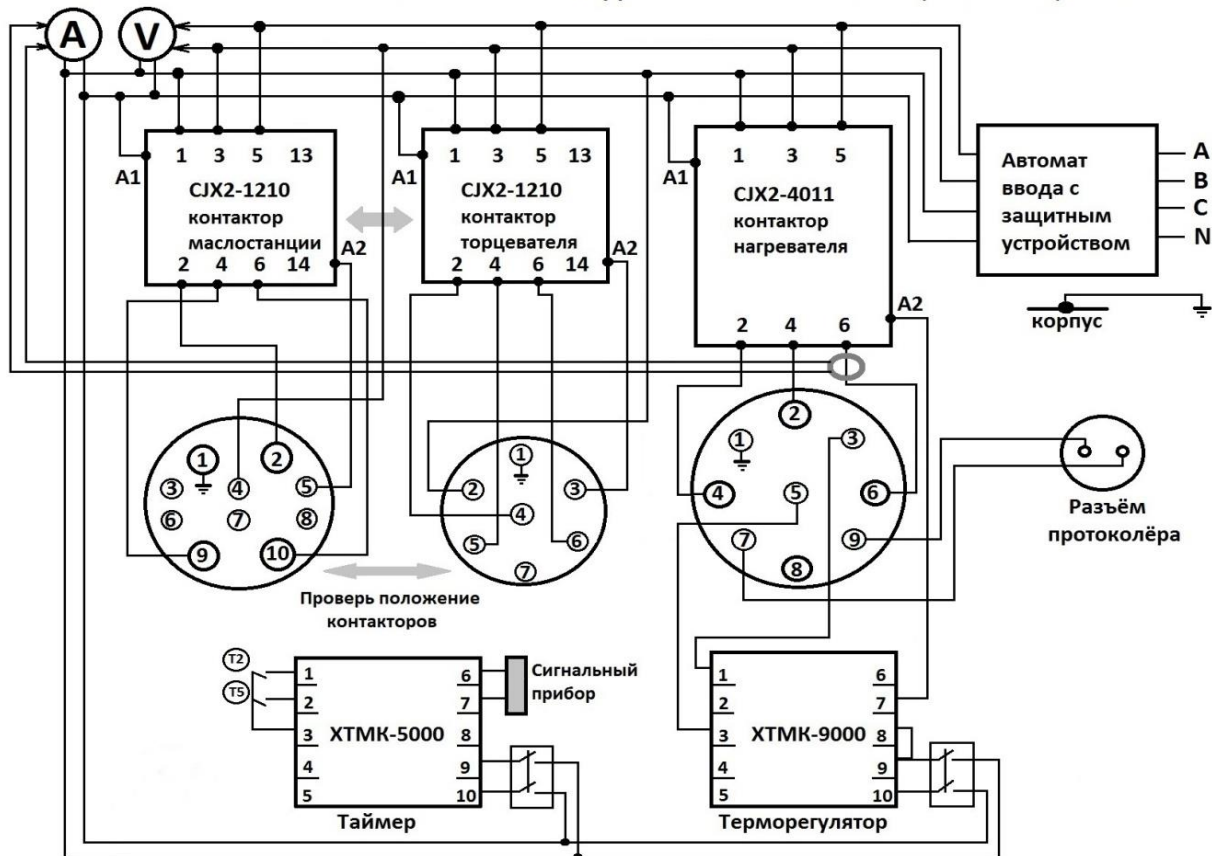 A V
1 3 5 13
A1
CJX2-1210
контактор
маслостанции
2 4 6 14
A2
1 3 5 13
A1
CJX2-1210
контактор
торцевателя
2 4 6 14
A2
1 3 5
A1
CJX2-4011
контактор
нагревателя
A2
2 4 6
Автомат
ввода с
защитным
устройством
A
B
C
N
корпус
1 2
3 4 5
6 7 8
9 10
1
2 3
4
5 6
7
2
1 3
4 5 6
7 9
8
Разъём
протоколёра
Проверь положение
контакторов
T2
T5
1 6
2 7
3 ХТМК-5000 8
4 9
5 10
Таймер
Сигнальный
прибор
1 6
2 7
3 ХТМК-9000 8
4 9
5 10
Терморегулятор